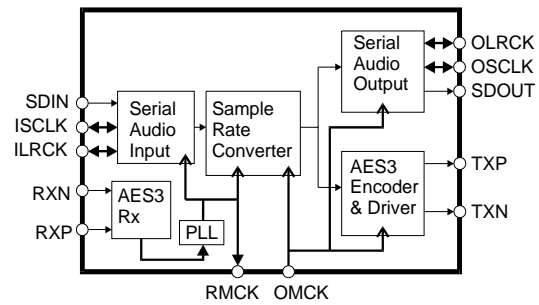 SDIN
ISCLK
ILRCK
RXN
RXP
Serial
Audio
Input
AES3
Rx
PLL
Sample
Rate
Converter
Serial
Audio
Output
AES3
Encoder
& Driver
OLRCK
OSCLK
SDOUT
TXP
TXN
RMCK
OMCK